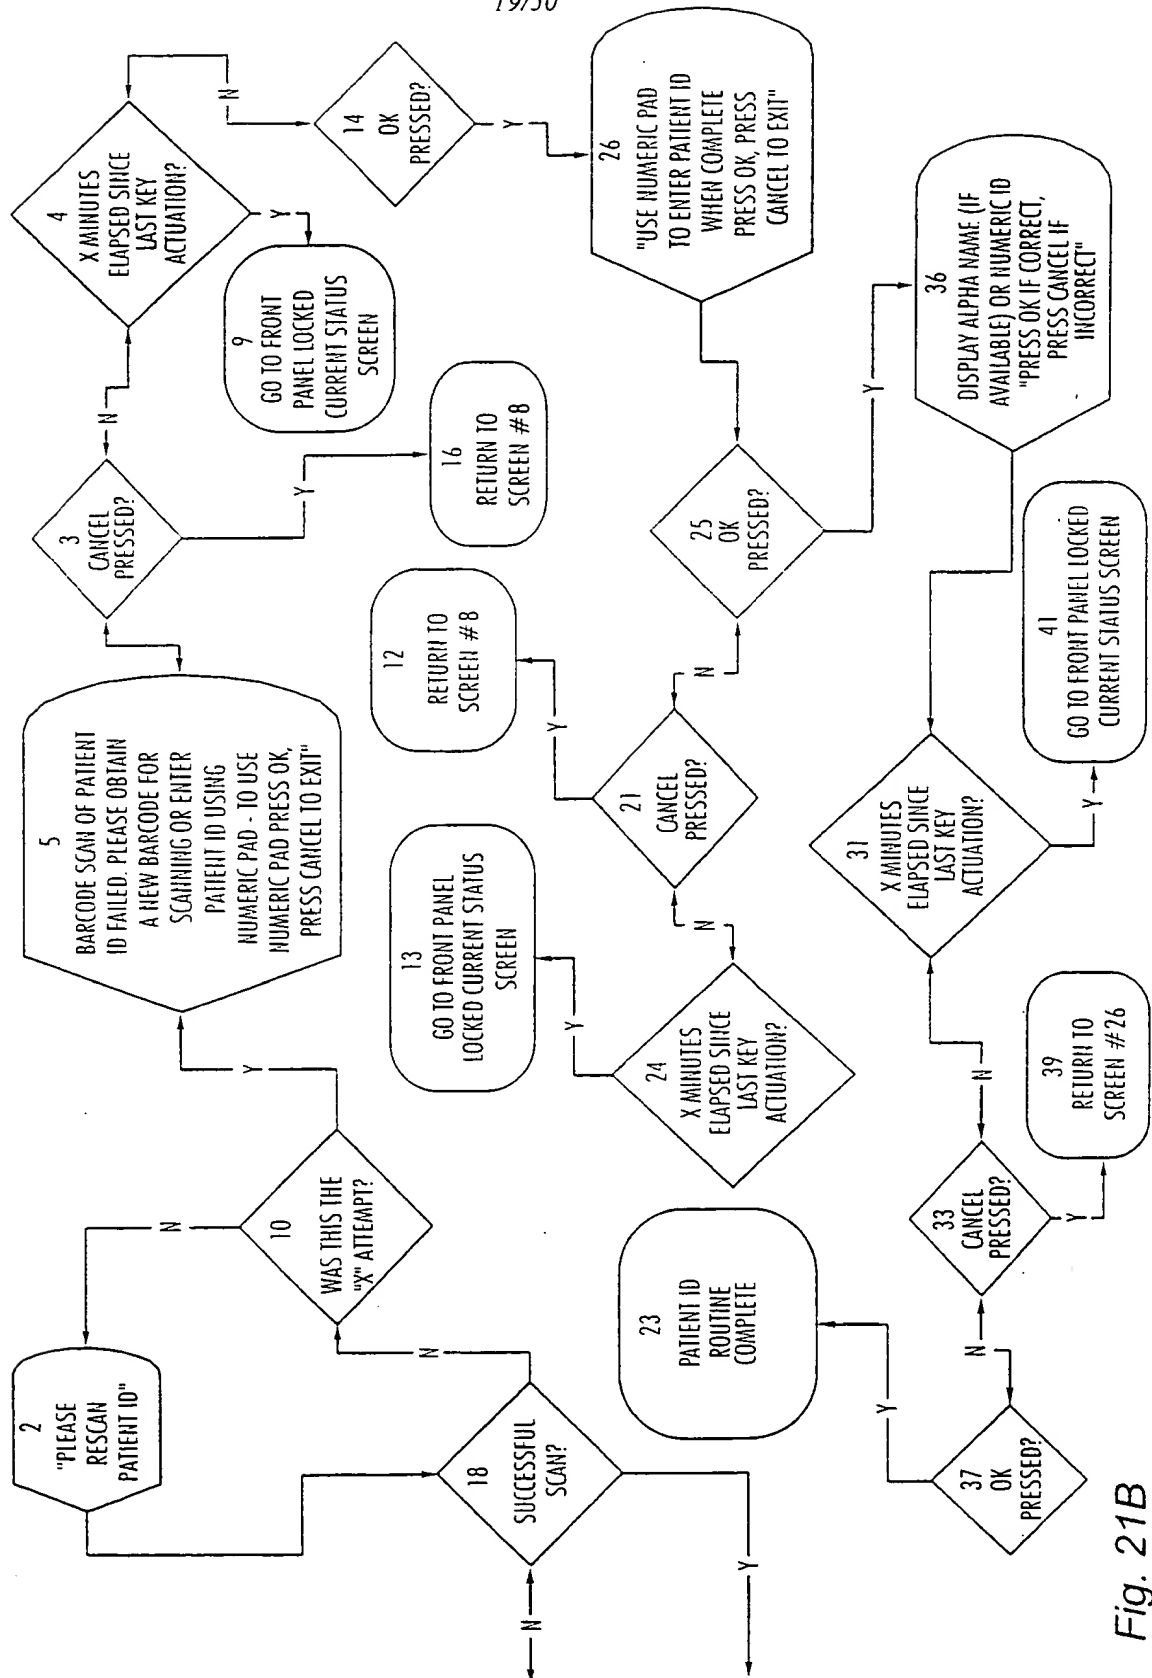 19/50
2
"PLEASE
RESCAN
PATIENT ID"
18
SUCCESSFUL
SCAN?
N
Y
N
10
WAS THIS THE
"X" ATTEMPT?
N
Y
5
BARCODE SCAN OF PATIENT
ID FAILED. PLEASE OBTAIN
A NEW BARCODE FOR
SCANNING OR ENTER
PATIENT ID USING
NUMERIC PAD - TO USE
NUMERIC PAD PRESS OK,
PRESS CANCEL TO EXIT"
3
CANCEL
PRESSED?
N
Y
16
RETURN TO
SCREEN #8
4
X MINUTES
ELAPSED SINCE
LAST KEY
ACTUATION?
Y
9
GO TO FRONT
PANEL LOCKED
CURRENT STATUS
SCREEN
N
14
OK
PRESSED?
Y
26
"USE NUMERIC PAD
TO ENTER PATIENT ID
WHEN COMPLETE
PRESS OK, PRESS
CANCEL TO EXIT"
25
OK
PRESSED?
N
Y
21
CANCEL
PRESSED?
Y
12
RETURN TO
SCREEN #8
N
24
X MINUTES
ELAPSED SINCE
LAST KEY
ACTUATION?
Y
13
GO TO FRONT PANEL
LOCKED CURRENT STATUS
SCREEN
36
DISPLAY ALPHA NAME (IF
AVAILABLE) OR NUMERIC ID
"PRESS OK IF CORRECT,
PRESS CANCEL IF
INCORRECT"
31
X MINUTES
ELAPSED SINCE
LAST KEY
ACTUATION?
Y
41
GO TO FRONT PANEL LOCKED
CURRENT STATUS SCREEN
N
33
CANCEL
PRESSED?
Y
39
RETURN TO
SCREEN #26
N
37
OK
PRESSED?
Y
23
PATIENT ID
ROUTINE
COMPLETE
Fig. 21B